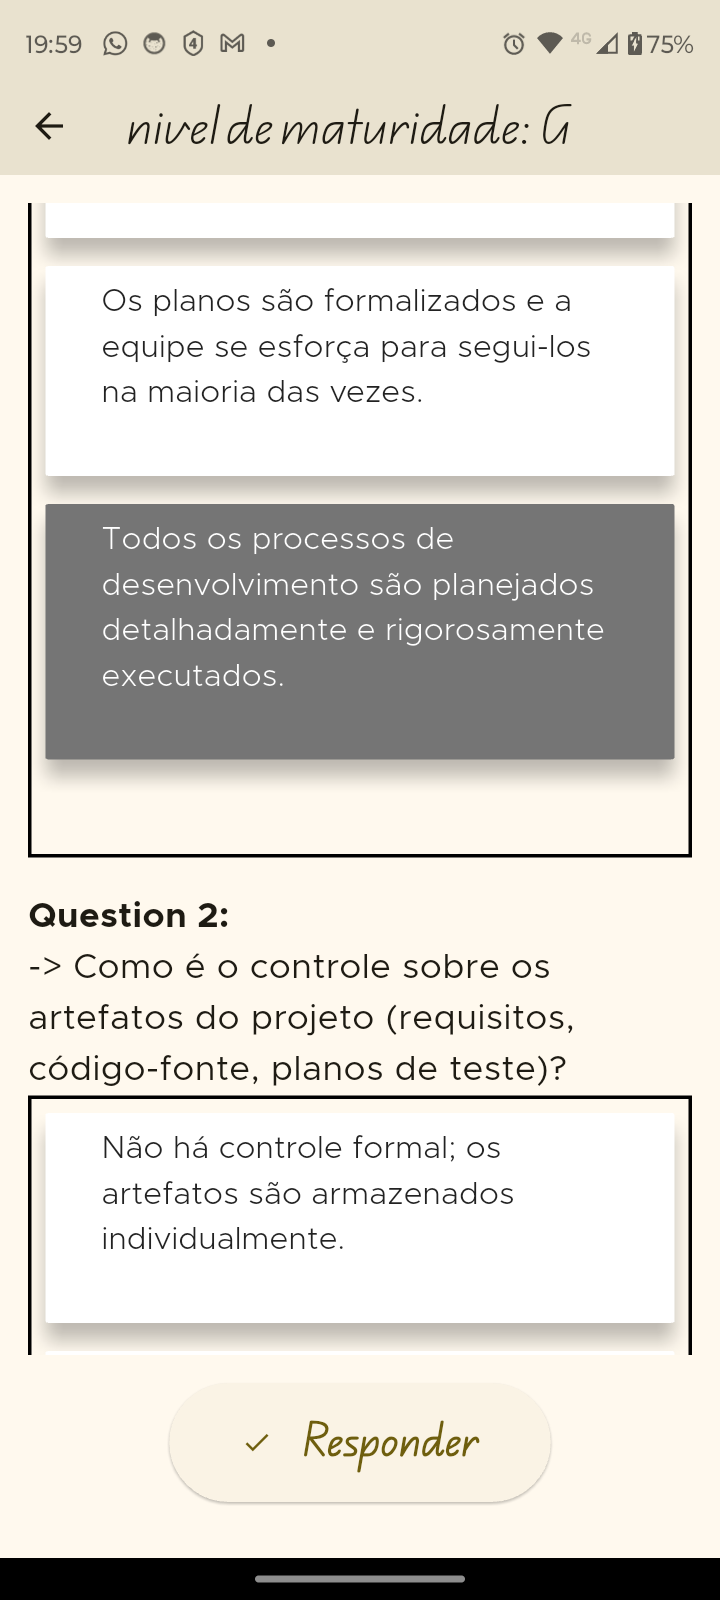 19:59
4
4G
75%
nivel de maturidade: G
Os planos são formalizados e a
equipe se esforça para segui-los
na maioria das vezes.
Todos os processos de
desenvolvimento são planejados
detalhadamente e rigorosamente
executados.
Question 2:
-> Como é o controle sobre os
artefatos do projeto (requisitos,
código-fonte, planos de teste)?
Não há controle formal; os
artefatos são armazenados
individualmente.
Responder